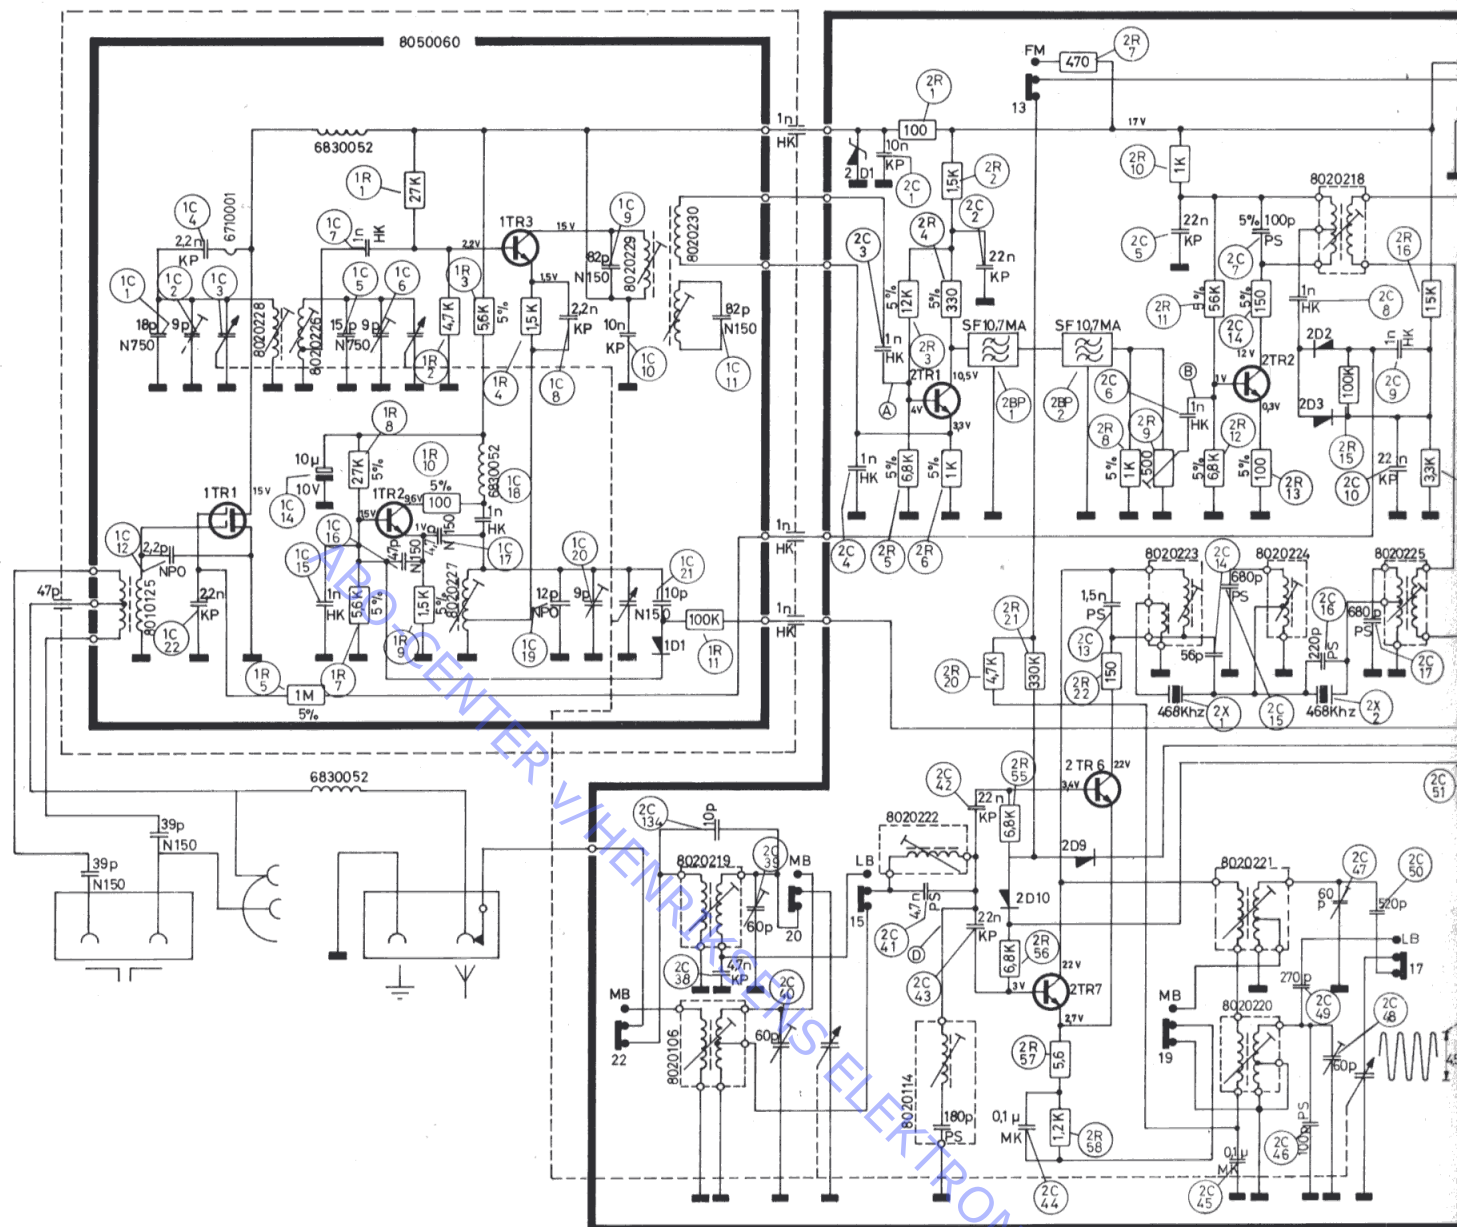 8050060
FM
2R 7
470
13
2R 1
100
17V
1n
HK
6830052
1R 1
27K
2 D1
10n
KP
2C 1
1,5K
2R 2
2C 2
2R 10
1K
8020218
1C 4
2,2n
KP
6710001
1C 7
1n
HK
1TR3
15V
1C 9
8020230
2,2V
1,5V
82p
N150
8020229
2C 3
2R 4
22n
KP
22n
KP
2C 5
5%
100p
PS
2C 7
2R 16
1C 1
1C 2
1C 3
1C 5
1C 6
1R 3
18p
N750
9p
8020228
8020226
15p
N750
9p
4,7K
1R 2
5,6K
5%
1,5K
1R 4
2,2n
KP
1C 8
10n
KP
1C 10
82p
N150
1C 11
1n
HK
5%
12K
2R 3
5%
330
SF10,7MA
SF10,7MA
2R 11
5%
56K
5%
150
2C 14
1n
HK
2C 8
15K
2D2
1n
HK
2C 9
12V
2TR2
2TR1
10,5V
A
4V
3,3V
2BP 1
2BP 2
2C 6
B
1V
1n
HK
0,3V
100K
2D3
2R 15
1R 8
10µ
10V
1C 14
27K
5%
1R 10
5%
100
6830052
1C 18
1n
HK
1TR1
15V
1TR2
9,6V
15V
1V
1n
HK
2C 4
5%
6,8K
2R 5
5%
1K
2R 6
2R 8
5%
1K
2R 9
500
5%
6,8K
2R 12
100
2R 13
22n
KP
2C 10
3,3K
1n
HK
1C 12
2,2p
NPO
47p
8010125
22n
KP
1C 22
1C 16
1C 15
1n
HK
5,6K
5%
1R 7
47p
N150
4,7p
N150
1C 17
1,5K
5%
1R 9
8020227
12p
NPO
1C 19
1C 20
9p
N150
1C 21
10p
1D1
100K
1R 11
1n
HK
1R 5
1M
5%
2R 21
330K
2R 20
4,7K
8020223
2C 14
8020224
8020225
1,5n
PS
2C 13
680p
PS
2C 16
680p
PS
56p
220p
PS
2C 17
150
2R 22
468Khz
2X 1
2C 15
468Khz
2X 2
6830052
39p
N150
39p
N150
2C 134
10p
8020219
2C 39
MB
60p
20
LB
15
2C 42
8020222
22n
KP
2R 55
6,8K
2TR6
22V
3,4V
2D9
2C 51
4,7n
PS
2C 41
2D10
22n
KP
D
2C 43
6,8K
2R 56
22V
3V
2TR7
2,7V
8020221
2C 47
60p
2C 50
520p
LB
17
2C 38
4,7n
KP
2C 40
60p
MB
22
8020106
MB
19
8020220
270p
2C 49
2C 48
60p
2R 57
5,6
8020114
180p
PS
0,1µ
MK
2C 44
1,2K
2R 58
0,1µ
MK
2C 45
2C 46
100p
PS
ABO-CENTER v/HENRIKSENS ELEKTRON